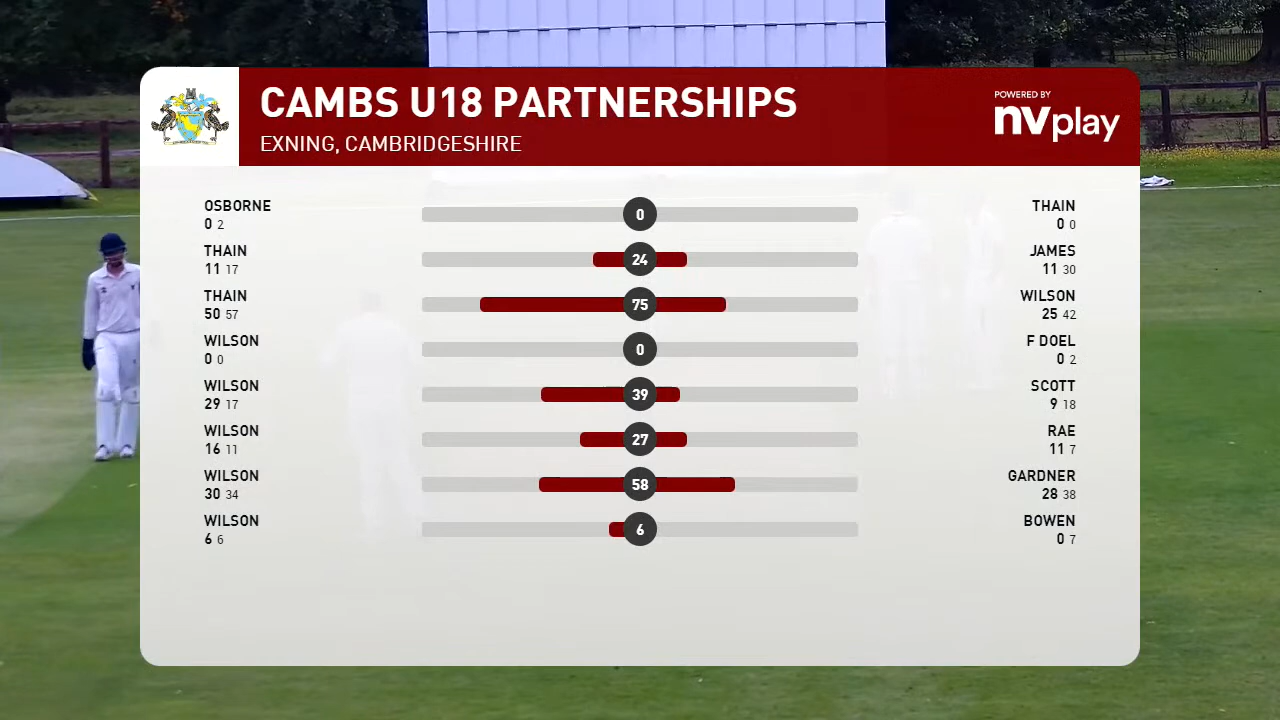 CAMBS U18 PARTNERSHIPS
EXNING, CAMBRIDGESHIRE
POWERED BY
nvplay
OSBORNE 0 THAIN
0 2 0 0
THAIN 24 JAMES
11 17 11 30
THAIN 75 WILSON
50 57 25 42
WILSON 0 F DOEL
0 0 0 2
WILSON 39 SCOTT
29 17 9 18
WILSON 27 RAE
16 11 11 7
WILSON 58 GARDNER
30 34 28 38
WILSON 6 BOWEN
6 6 0 7